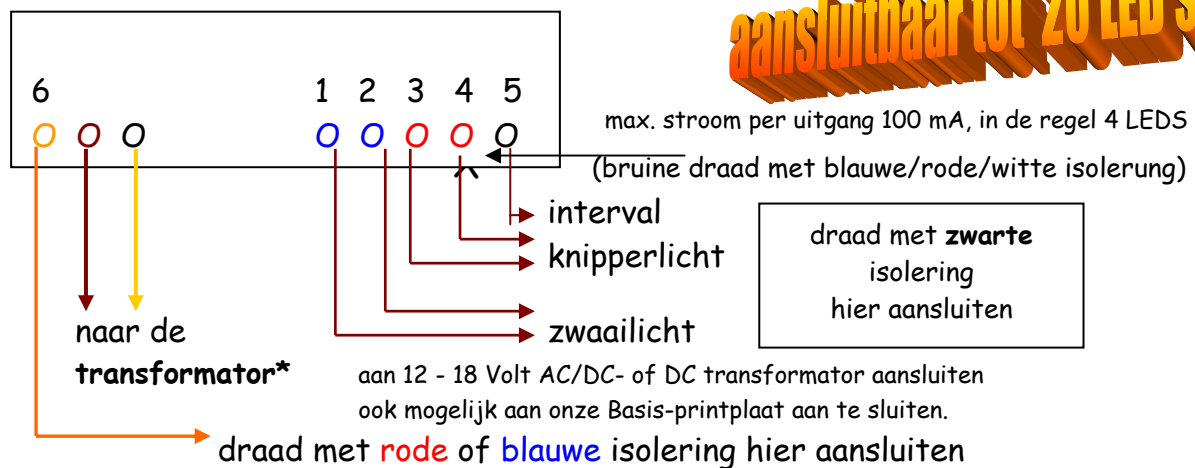 aansluitbaar tot 20 LED's
6 1 2 3 4 5
O O O O O O O O
max. stroom per uitgang 100 mA, in de regel 4 LEDS
(bruine draad met blauwe/rode/witte isolerung)
interval
knipperlicht
zwaailicht
draad met zwarte
isolering
hier aansluiten
naar de
transformator*
aan 12 - 18 Volt AC/DC- of DC transformator aansluiten
ook mogelijk aan onze Basis-printplaat aan te sluiten.
draad met rode of blauwe isolering hier aansluiten